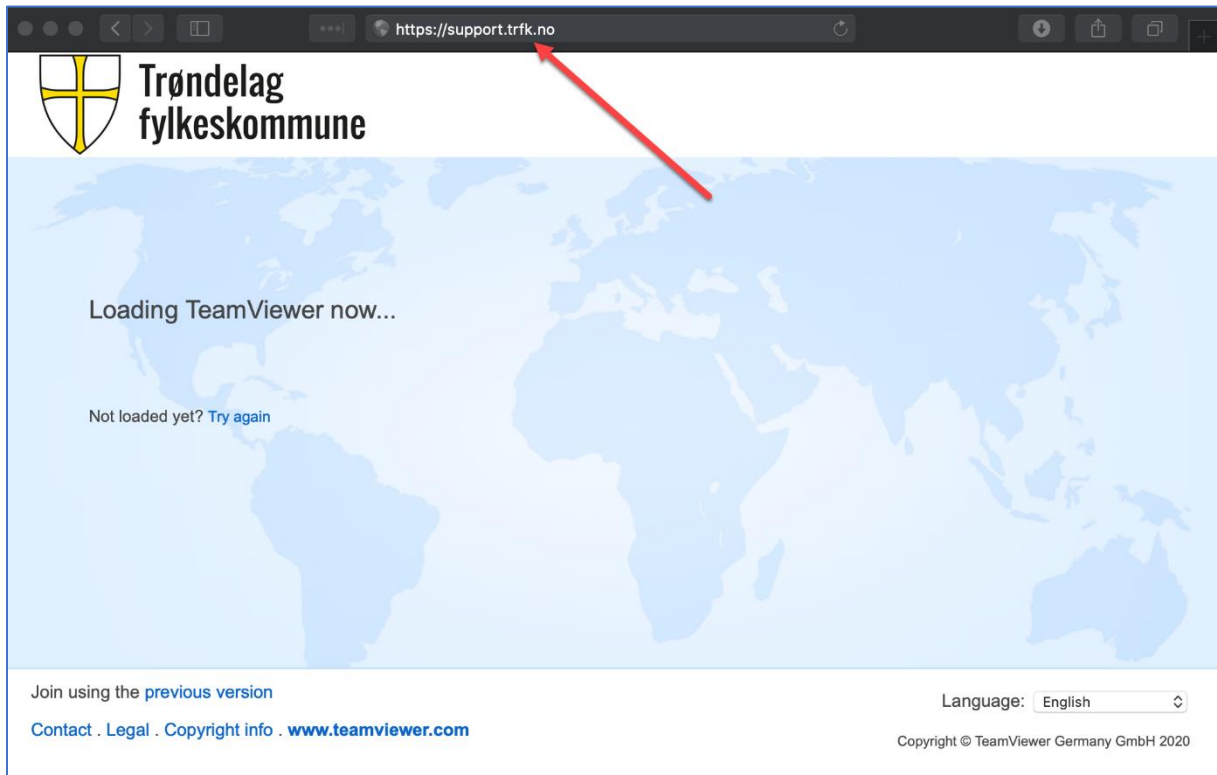 https://support.trfk.no
Trøndelag
fylkeskommune
Loading TeamViewer now...
Not loaded yet? Try again
Join using the previous version
Language: English
Contact . Legal . Copyright info . www.teamviewer.com
Copyright © TeamViewer Germany GmbH 2020